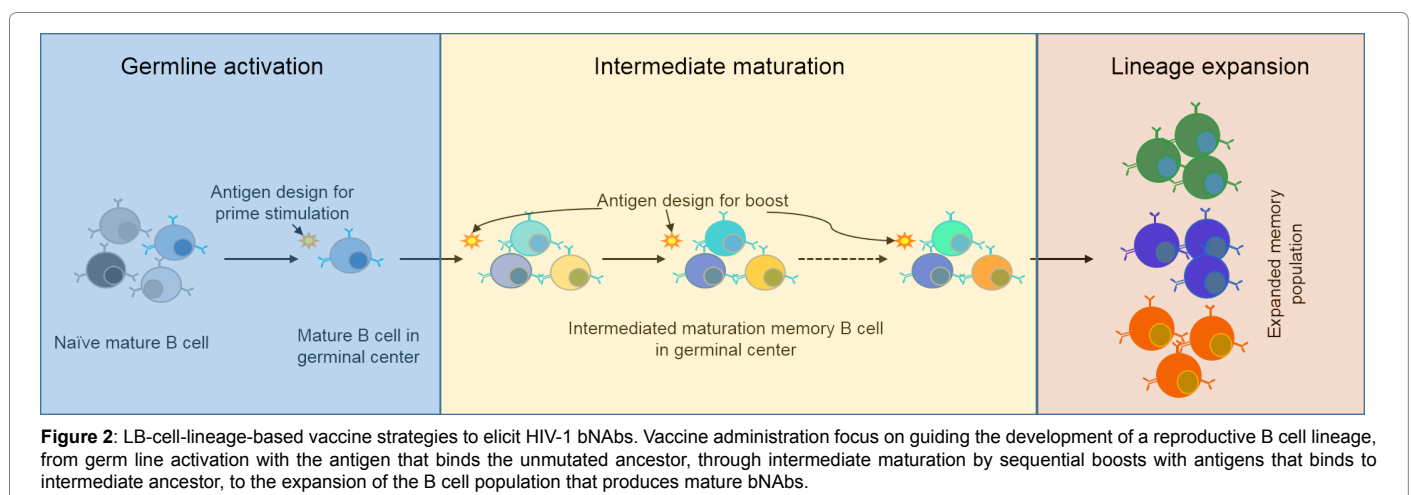 Germline activation
Intermediate maturation
Lineage expansion
Antigen design for
prime stimulation
Antigen design for boost
Naïve mature B cell
Mature B cell in
germinal center
Intermediated maturation memory B cell
in germinal center
Expanded memory
population
Figure 2: LB-cell-lineage-based vaccine strategies to elicit HIV-1 bNAbs. Vaccine administration focus on guiding the development of a reproductive B cell lineage,
from germ line activation with the antigen that binds the unmutated ancestor, through intermediate maturation by sequential boosts with antigens that binds to
intermediate ancestor, to the expansion of the B cell population that produces mature bNAbs.